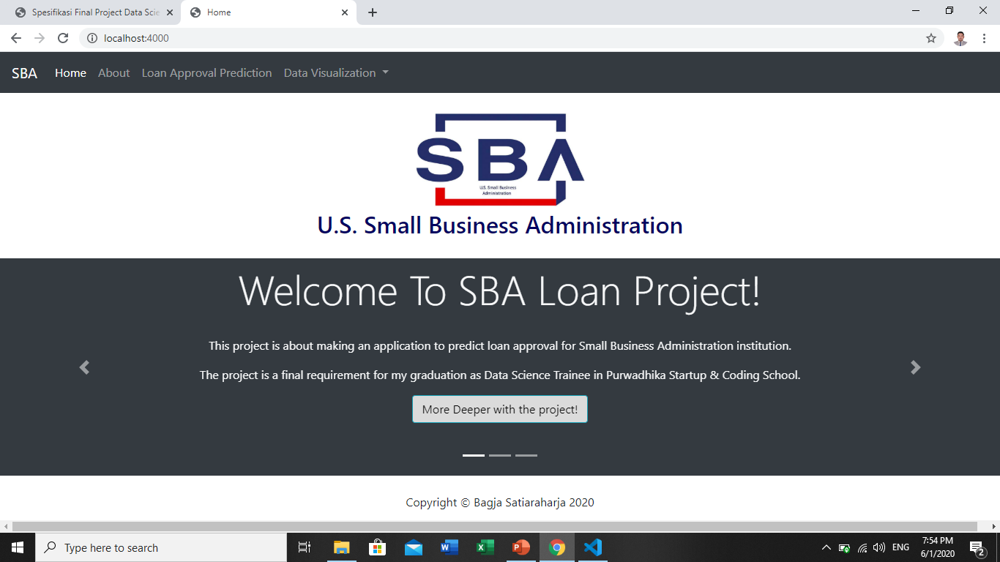 Spesifikasi Final Project Data Scie
Home
localhost:4000
SBA Home About Loan Approval Prediction Data Visualization
SBA
U.S. Small Business
Administration
U.S. Small Business Administration
Welcome To SBA Loan Project!
This project is about making an application to predict loan approval for Small Business Administration institution.
The project is a final requirement for my graduation as Data Science Trainee in Purwadhika Startup & Coding School.
More Deeper with the project!
Copyright © Bagja Satiaraharja 2020
Type here to search
ENG
7:54 PM
6/1/2020
2